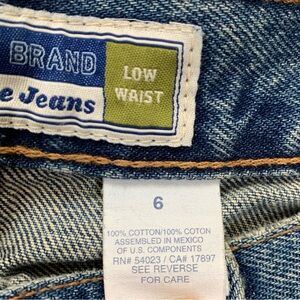 BRAND
LOW
WAIST
e Jeans
6
100% COTTON/100% COTON
ASSEMBLED IN MEXICO
OF U.S. COMPONENTS
RN# 54023 / CA# 17897
SEE REVERSE
FOR CARE